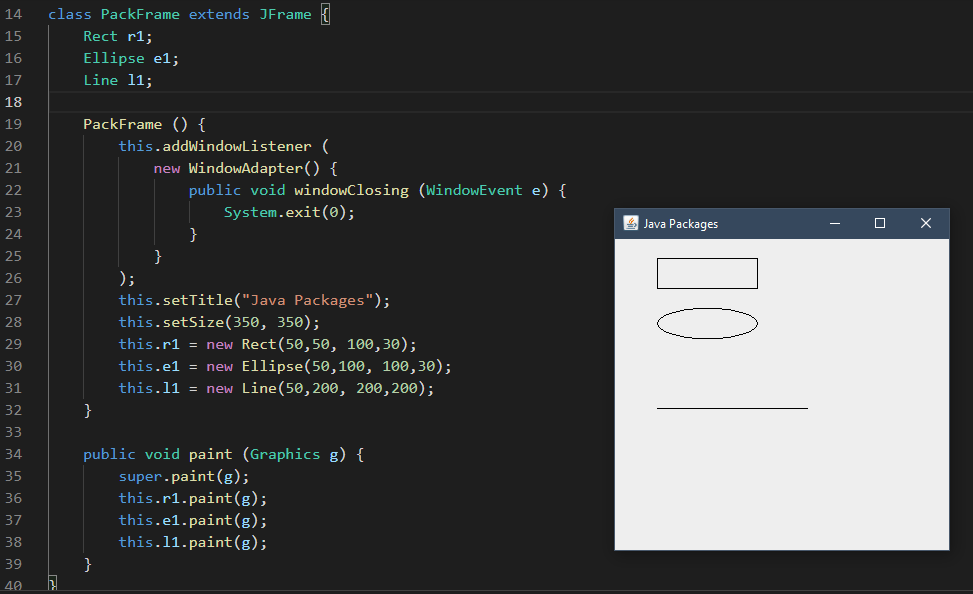 14 class PackFrame extends JFrame {
15 Rect r1;
16 Ellipse e1;
17 Line l1;
18
19 PackFrame () {
20 this.addWindowListener (
21 new WindowAdapter() {
22 public void windowClosing (WindowEvent e) {
23 System.exit(0);
24 }
25 }
26 );
27 this.setTitle("Java Packages");
28 this.setSize(350, 350);
29 this.r1 = new Rect(50,50, 100,30);
30 this.e1 = new Ellipse(50,100, 100,30);
31 this.l1 = new Line(50,200, 200,200);
32 }
33
34 public void paint (Graphics g) {
35 super.paint(g);
36 this.r1.paint(g);
37 this.e1.paint(g);
38 this.l1.paint(g);
39 }
40 }
Java Packages